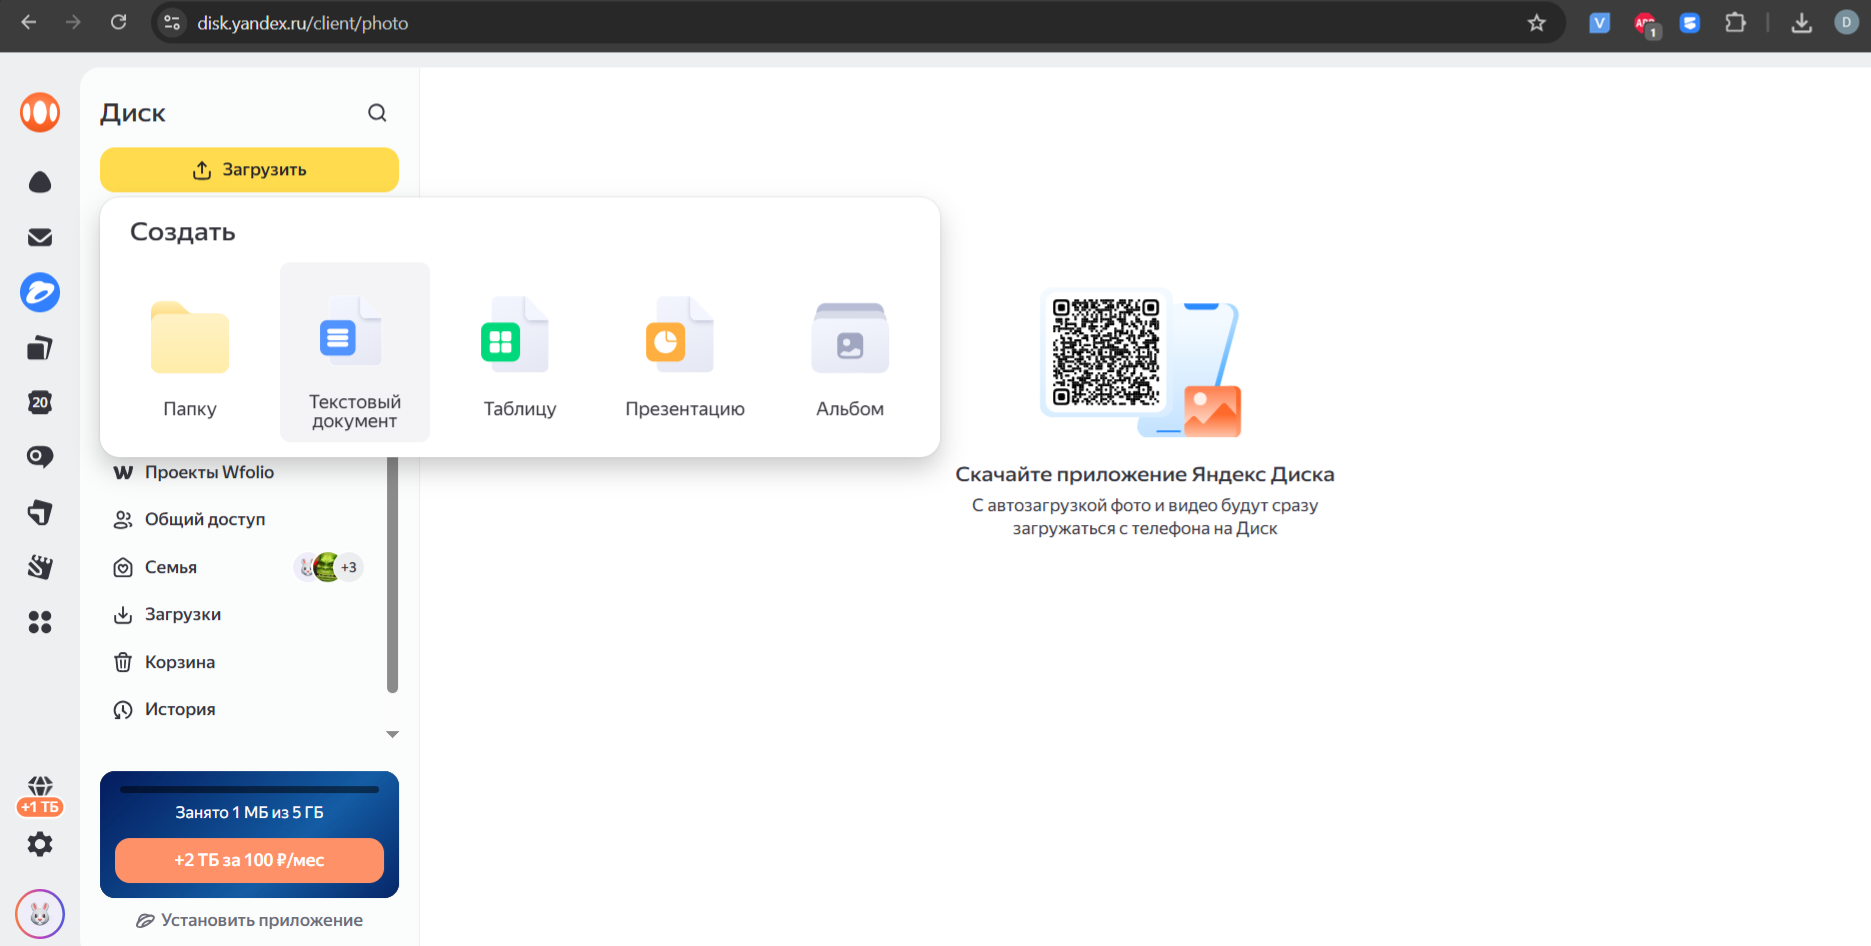 disk.yandex.ru/client/photo
V
ABP
1
D
Диск
Загрузить
Создать
Папку
Текстовый
документ
Таблицу
Презентацию
Альбом
20
Проекты Wfolio
Общий доступ
Семья
+3
Загрузки
Корзина
История
+1 ТБ
Занято 1 МБ из 5 ГБ
+2 ТБ за 100 ₽/мес
Установить приложение
Скачайте приложение Яндекс Диска
С автозагрузкой фото и видео будут сразу
загружаться с телефона на Диск